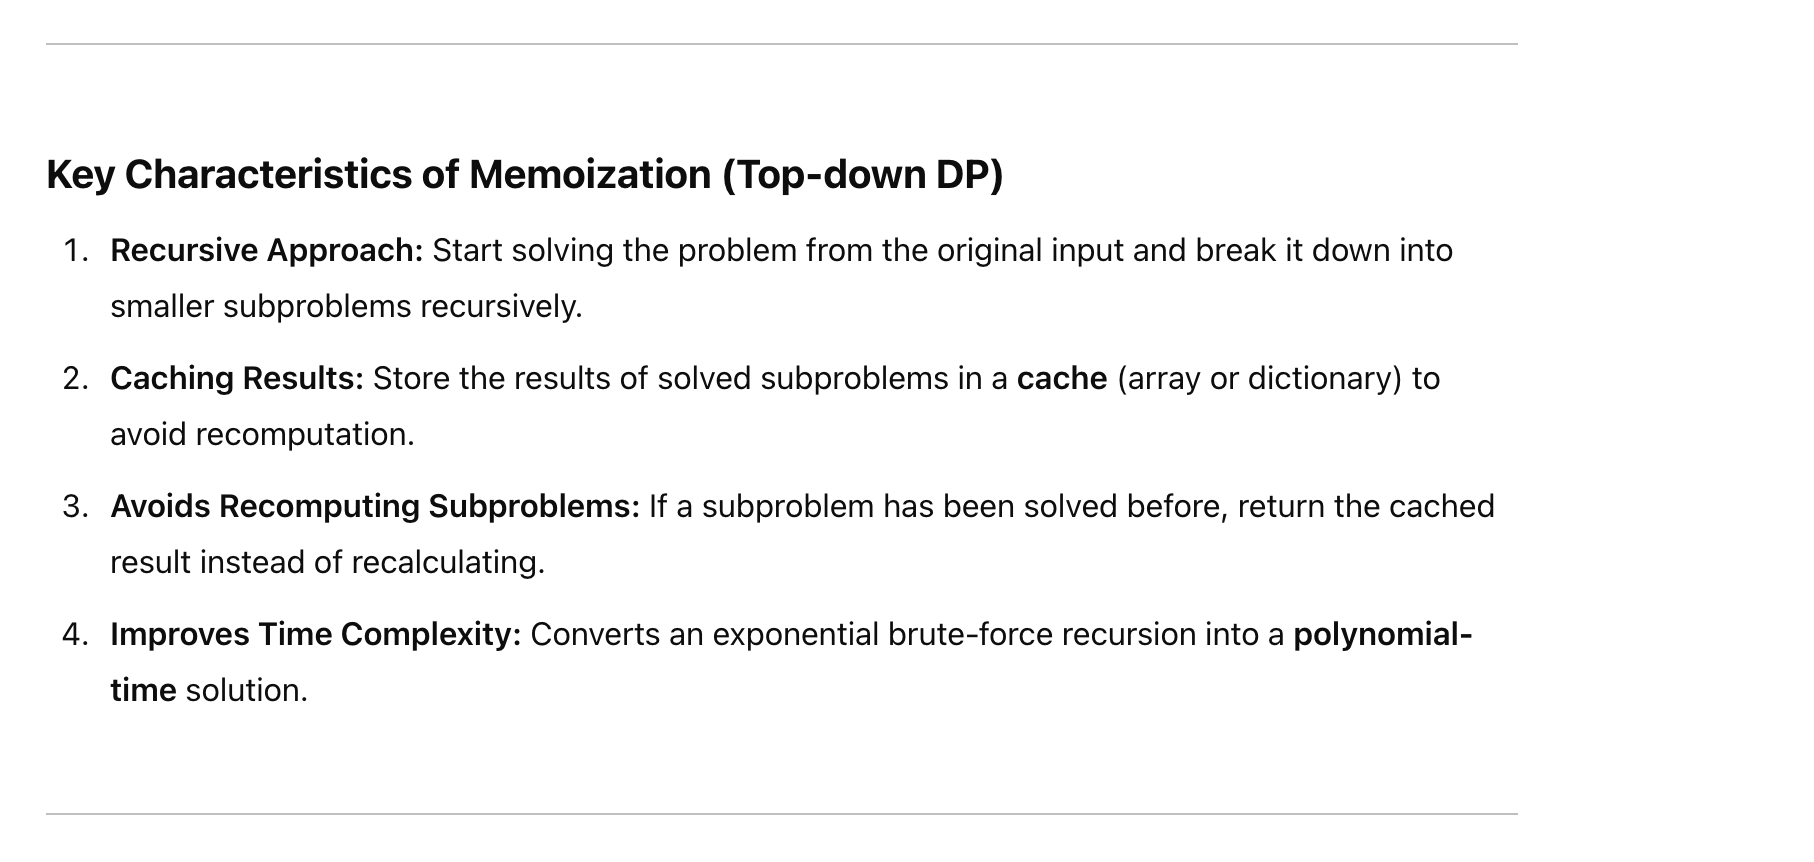 Key Characteristics of Memoization (Top-down DP)
1. Recursive Approach: Start solving the problem from the original input and break it down into
smaller subproblems recursively.
2. Caching Results: Store the results of solved subproblems in a cache (array or dictionary) to
avoid recomputation.
3. Avoids Recomputing Subproblems: If a subproblem has been solved before, return the cached
result instead of recalculating.
4. Improves Time Complexity: Converts an exponential brute-force recursion into a polynomial-
time solution.